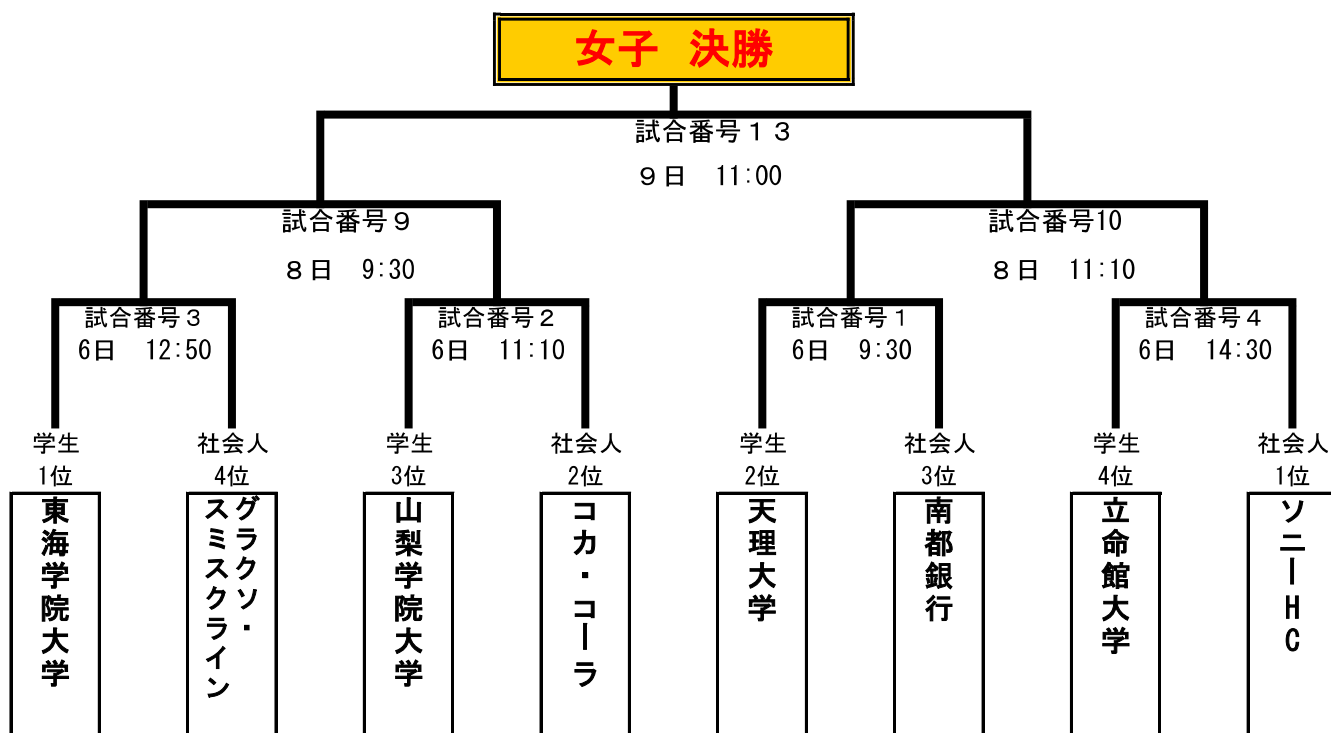 女子　決勝
試合番号１３
９日　11:00
試合番号９
試合番号10
８日　9:30
８日　11:10
試合番号３
試合番号２
試合番号１
試合番号４
6日　12:50
6日　11:10
6日　9:30
6日　14:30
学生
社会人
学生
社会人
学生
社会人
学生
社会人
1位
4位
3位
2位
2位
3位
4位
1位
東海学院大学
グラクソ・
スミスクライン
山梨学院大学
コカ・コーラ
天理大学
南都銀行
立命館大学
ソニーＨＣ